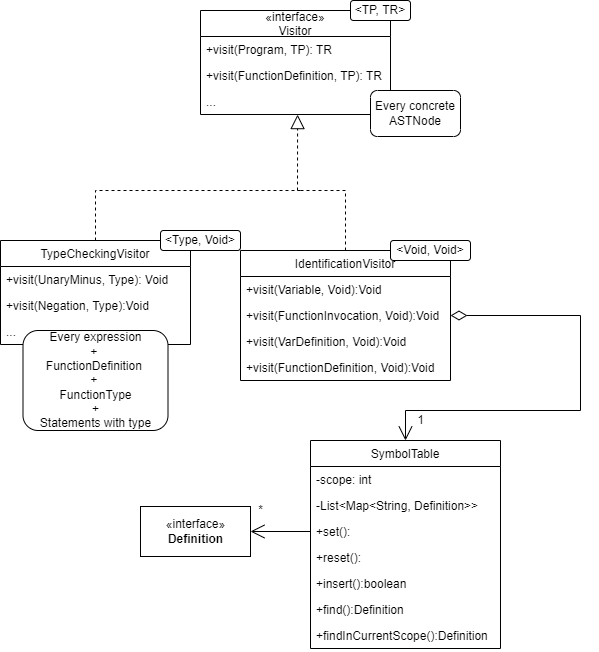 <TP, TR>
«interface»
Visitor
+visit(Program, TP): TR
+visit(FunctionDefinition, TP): TR
...
Every concrete
ASTNode
<Type, Void>
TypeCheckingVisitor
+visit(UnaryMinus, Type): Void
+visit(Negation, Type):Void
...
Every expression
+
FunctionDefinition
+
FunctionType
+
Statements with type
<Void, Void>
IdentificationVisitor
+visit(Variable, Void):Void
+visit(FunctionInvocation, Void):Void
+visit(VarDefinition, Void):Void
+visit(FunctionDefinition, Void):Void
1
SymbolTable
-scope: int
-List<Map<String, Definition>>
+set():
+reset():
+insert():boolean
+find():Definition
+findInCurrentScope():Definition
*
«interface»
Definition